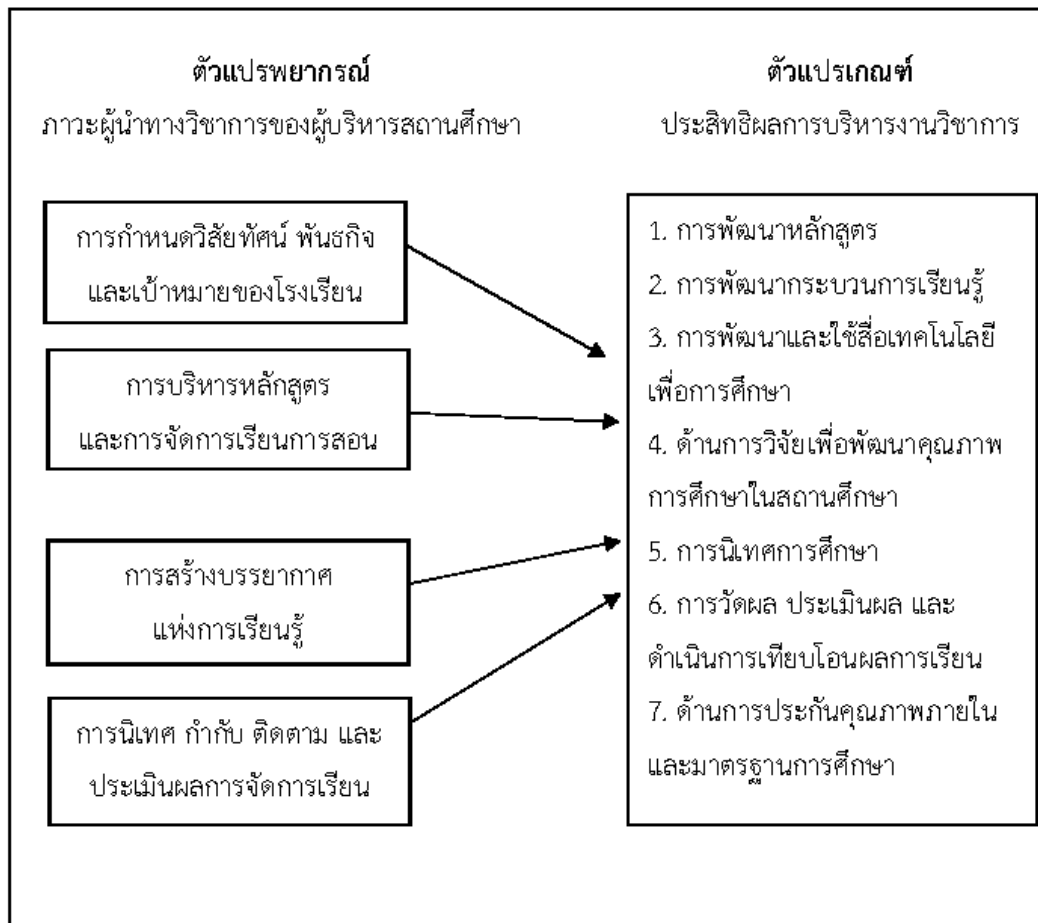 ตัวแปรพยากรณ์
ภาวะผู้นำทางวิชาการของผู้บริหารสถานศึกษา
การกำหนดวิสัยทัศน์ พันธกิจ
และเป้าหมายของโรงเรียน
การบริหารหลักสูตร
และการจัดการเรียนการสอน
การสร้างบรรยากาศ
แห่งการเรียนรู้
การนิเทศ กำกับ ติดตาม และ
ประเมินผลการจัดการเรียน
ตัวแปรเกณฑ์
ประสิทธิผลการบริหารงานวิชาการ
1. การพัฒนาหลักสูตร
2. การพัฒนากระบวนการเรียนรู้
3. การพัฒนาและใช้สื่อเทคโนโลยี
เพื่อการศึกษา
4. ด้านการวิจัยเพื่อพัฒนาคุณภาพ
การศึกษาในสถานศึกษา
5. การนิเทศการศึกษา
6. การวัดผล ประเมินผล และ
ดำเนินการเทียบโอนผลการเรียน
7. ด้านการประกันคุณภาพภายใน
และมาตรฐานการศึกษา